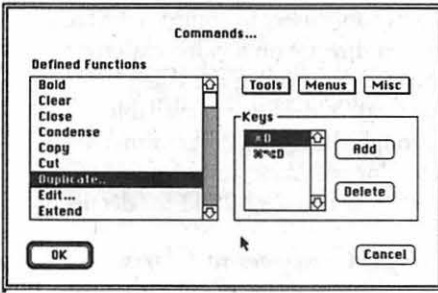 Commands...
Defined Functions
Bold
Clear
Close
Condense
Copy
Cut
Duplicate...
Edit...
Extend
Tools Menus Misc
Keys
⌘D
⌘⌥D
Add
Delete
OK
Cancel